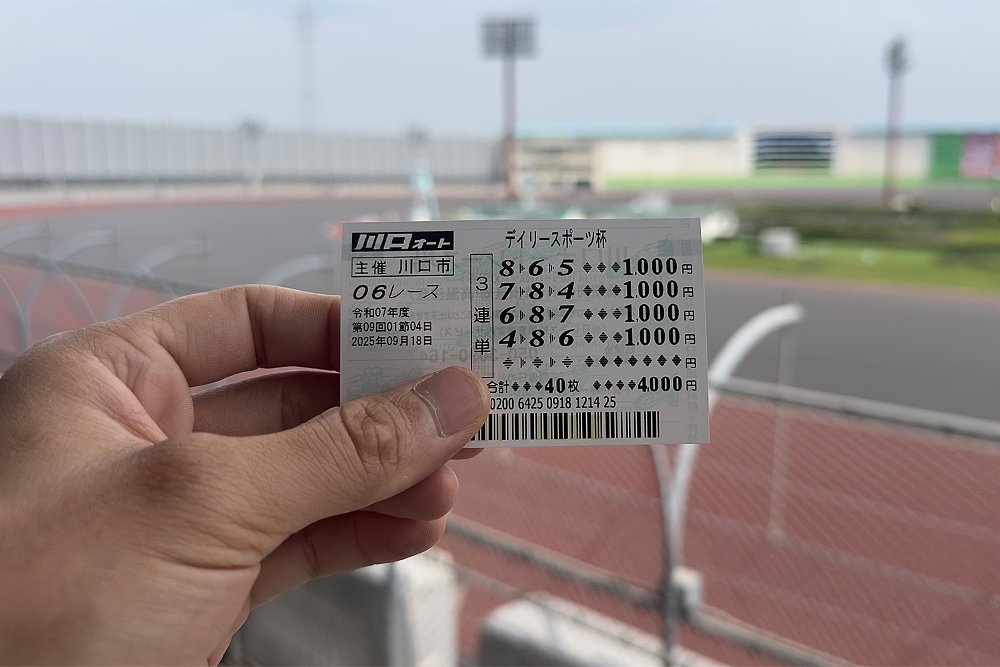 川口オート デイリースポーツ杯
主催 川口市
06レース
令和07年度
第09回01節04日
2025年09月18日
3連単
8 6 5 1000円
7 8 4 1000円
6 8 7 1000円
4 8 6 1000円
合計 40枚 4000円
0200 6425 0918 1214 25